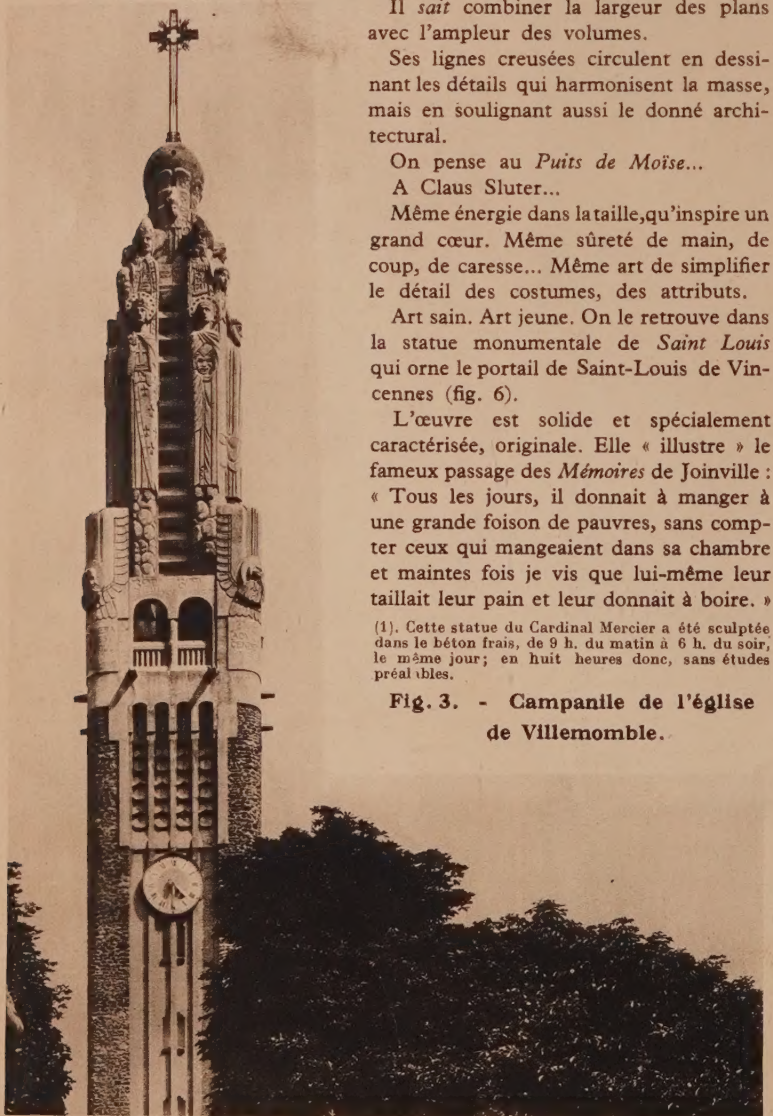 Il sait combiner la largeur des plans
avec l'ampleur des volumes.
Ses lignes creusées circulent en dessi-
nant les détails qui harmonisent la masse,
mais en soulignant aussi le donné archi-
tectural.
On pense au Puits de Moïse...
A Claus Sluter...
Même énergie dans la taille, qu'inspire un
grand cœur. Même sûreté de main, de
coup, de caresse... Même art de simplifier
le détail des costumes, des attributs.
Art sain. Art jeune. On le retrouve dans
la statue monumentale de Saint Louis
qui orne le portail de Saint-Louis de Vin-
cennes (fig. 6).
L'œuvre est solide et spécialement
caractérisée, originale. Elle « illustre » le
fameux passage des Mémoires de Joinville :
« Tous les jours, il donnait à manger à
une grande foison de pauvres, sans comp-
ter ceux qui mangeaient dans sa chambre
et maintes fois je vis que lui-même leur
taillait leur pain et leur donnait à boire. »
(1). Cette statue du Cardinal Mercier a été sculptée
dans le béton frais, de 9 h. du matin à 6 h. du soir,
le même jour; en huit heures donc, sans études
préalables.
Fig. 3. - Campanile de l'église
de Villemomble.